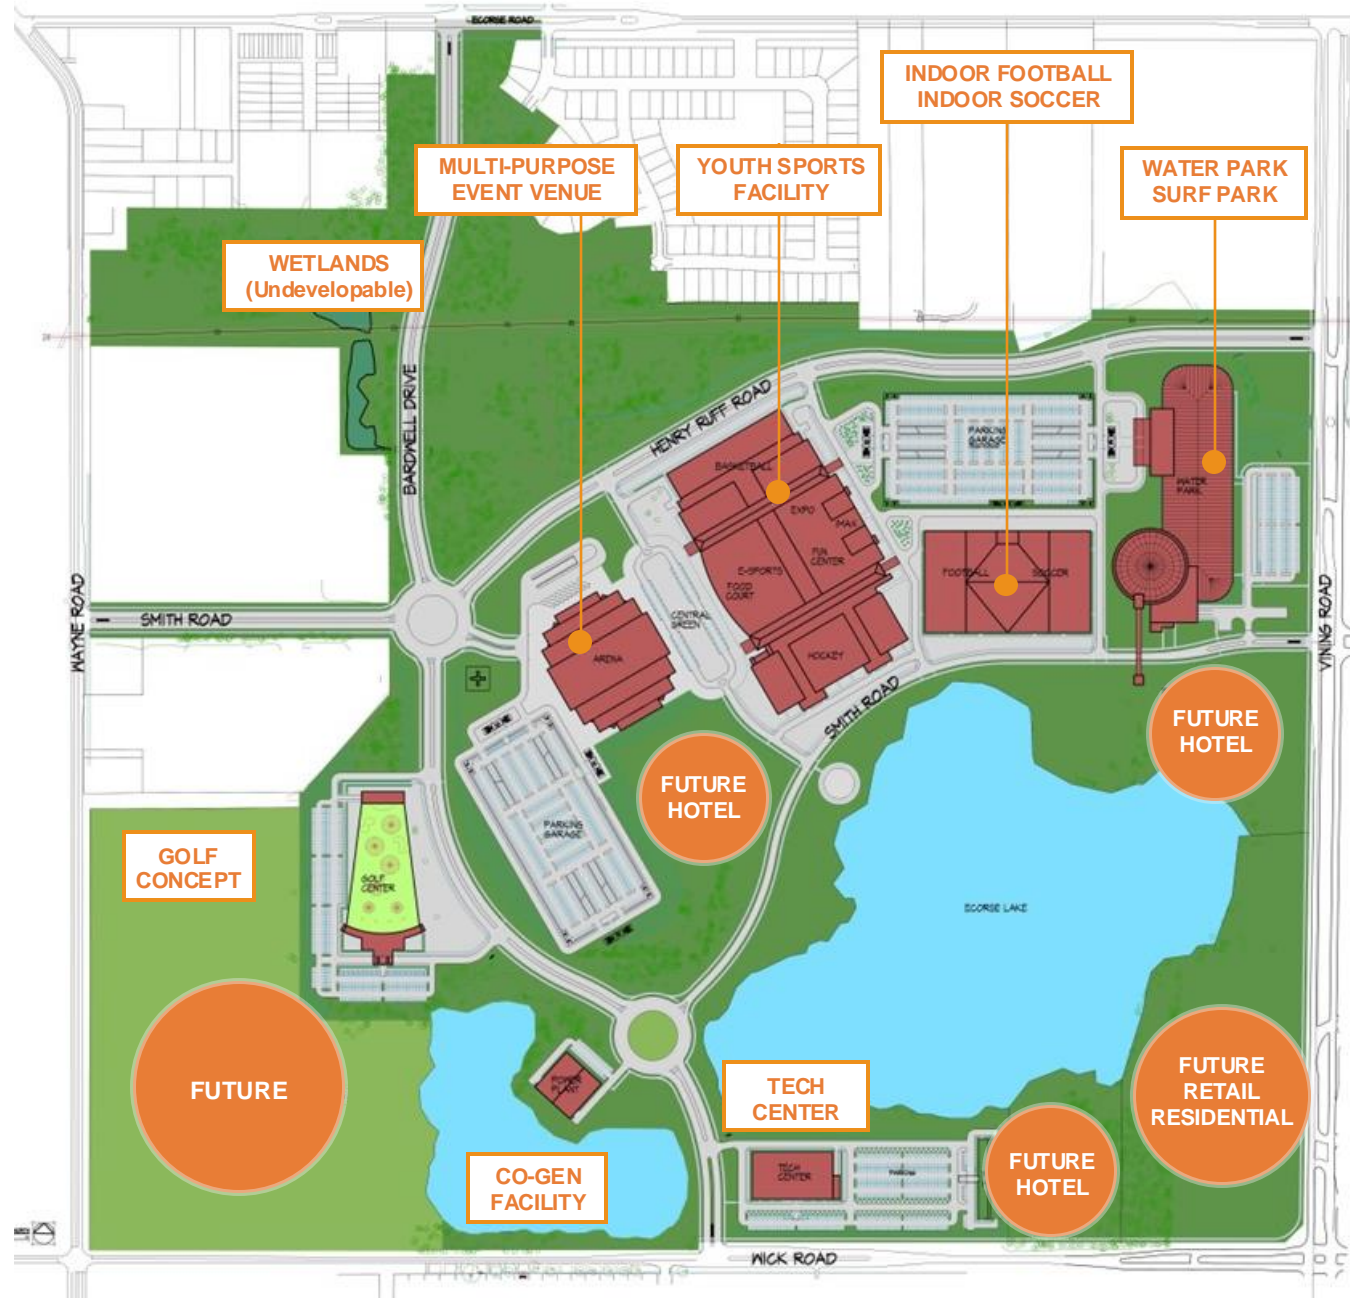 ECORSE ROAD
INDOOR FOOTBALL
INDOOR SOCCER
MULTI-PURPOSE
EVENT VENUE
YOUTH SPORTS
FACILITY
WATER PARK
SURF PARK
WETLANDS
(Undevelopable)
BARDWELL DRIVE
HENRY RUFF ROAD
PARKING
GARAGE
BASKETBALL
EXPO
IMAX
FUN
CENTER
E-SPORTS
FOOD
COURT
HOCKEY
WATER
PARK
FOOTBALL
SOCCER
CENTRAL
GREEN
WAYNE ROAD
SMITH ROAD
ARENA
VINING ROAD
SMITH ROAD
FUTURE
HOTEL
FUTURE
HOTEL
PARKING
GARAGE
GOLF
CONCEPT
GOLF
CENTER
ECORSE LAKE
FUTURE
POWER
PLANT
TECH
CENTER
FUTURE
RETAIL
RESIDENTIAL
CO-GEN
FACILITY
TECH
CENTER
PARKING
FUTURE
HOTEL
WICK ROAD